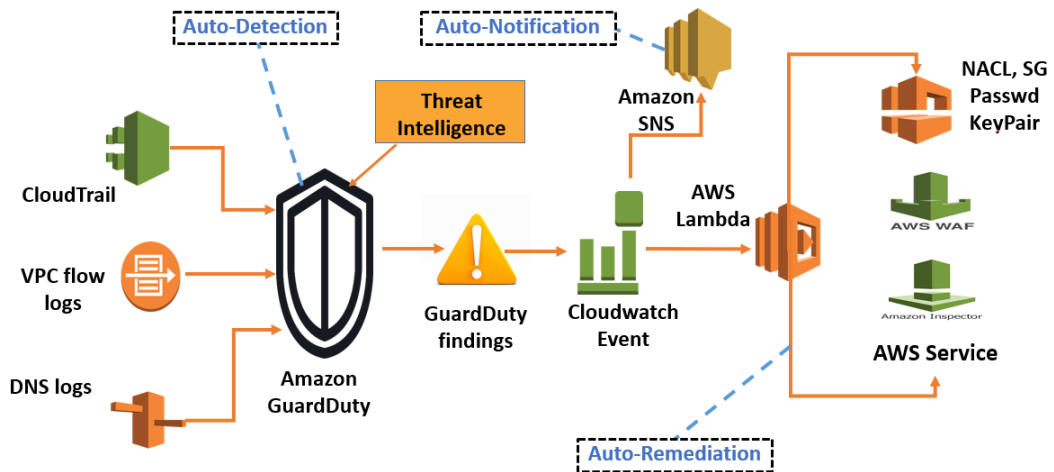 Auto-Detection
Auto-Notification
Threat
Intelligence
Amazon
SNS
NACL, SG
Passwd
KeyPair
CloudTrail
AWS
Lambda
AWS WAF
VPC flow
logs
GuardDuty
findings
Cloudwatch
Event
Amazon Inspector
AWS Service
DNS logs
Amazon
GuardDuty
Auto-Remediation